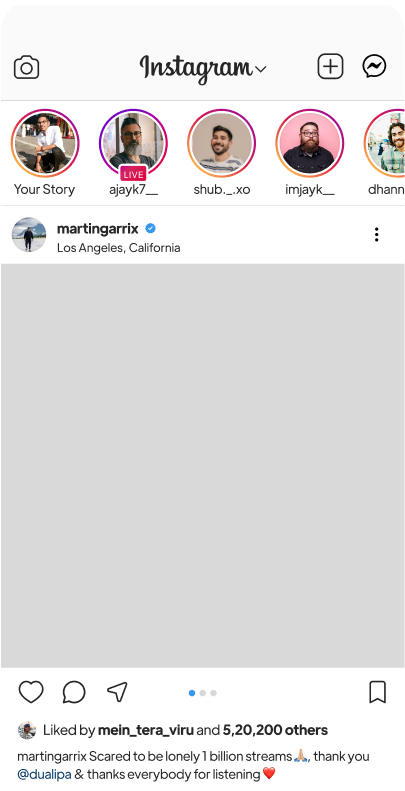 Instagram
LIVE
Your Story ajayk7__ shub._.xo imjayk__ dhann
martingarrix
Los Angeles, California
Liked by mein_tera_viru and 5,20,200 others
martingarrix Scared to be lonely 1 billion streams🙏🏼, thank you
@dualipa & thanks everybody for listening❤️